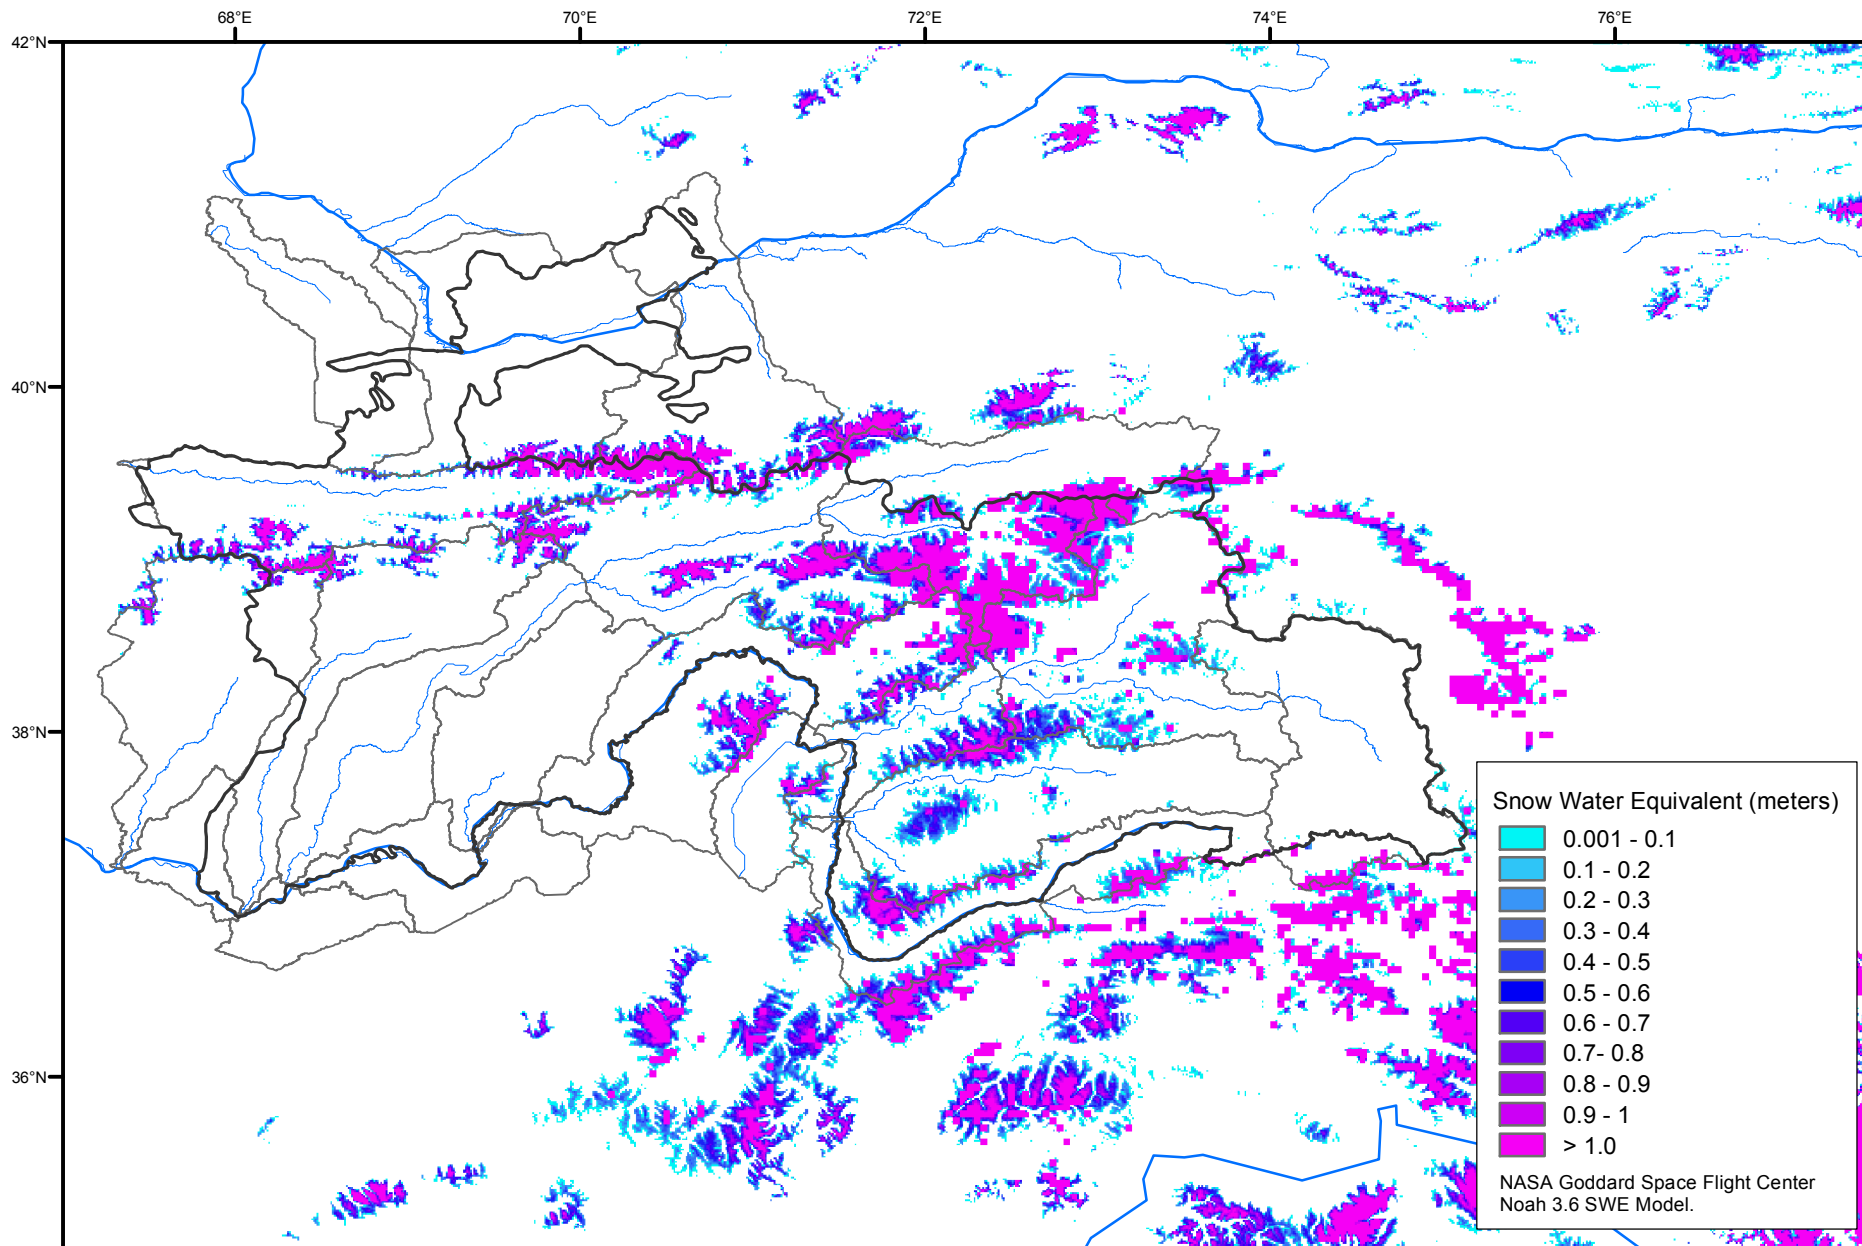 68°E 70°E 72°E 74°E 76°E
42°N
40°N
38°N
36°N
Snow Water Equivalent (meters)
0.001 - 0.1
0.1 - 0.2
0.2 - 0.3
0.3 - 0.4
0.4 - 0.5
0.5 - 0.6
0.6 - 0.7
0.7- 0.8
0.8 - 0.9
0.9 - 1
> 1.0
NASA Goddard Space Flight Center
Noah 3.6 SWE Model.